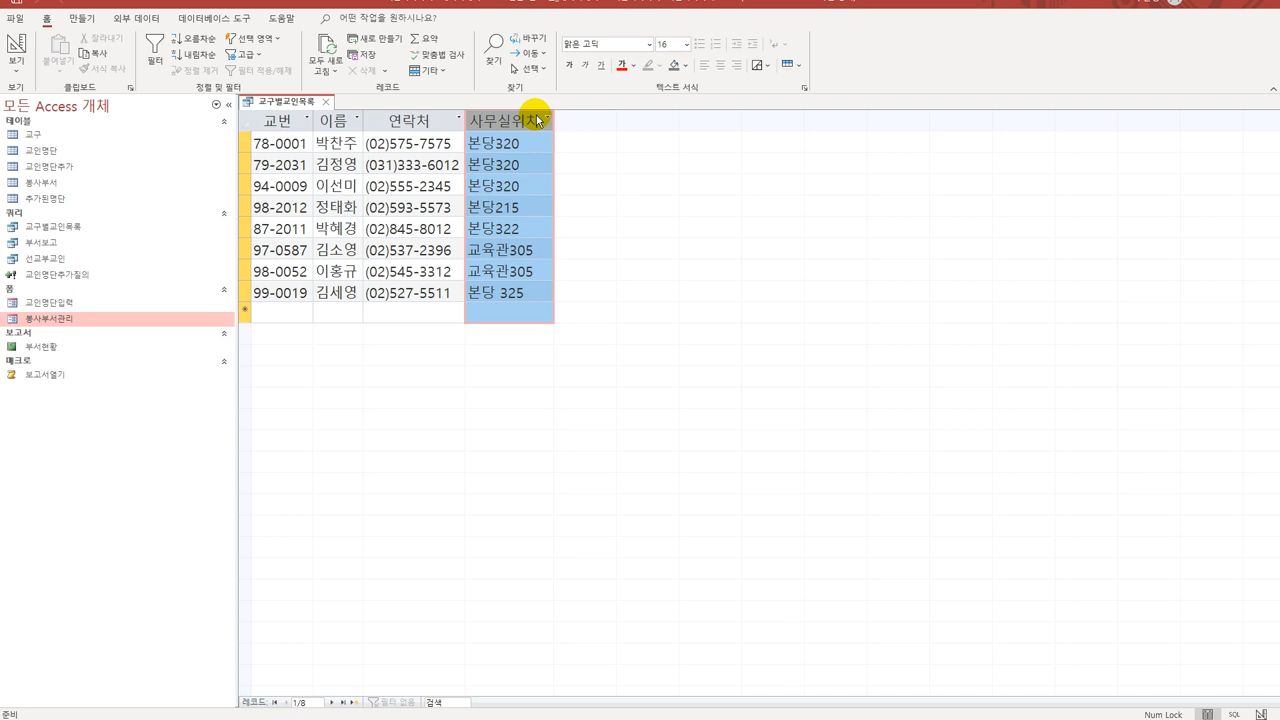 파일 홈 만들기 외부 데이터 데이터베이스 도구 도움말 어떤 작업을 원하시나요?
보기
붙여넣기
잘라내기
복사
서식 복사
필터
오름차순
내림차순
정렬 제거
선택 영역
고급
필터 적용/해제
모두 새로 고침
새로 만들기
저장
삭제
요약
맞춤법 검사
기타
찾기
바꾸기
이동
선택
맑은 고딕 16
가 가 가 가
보기 클립보드 정렬 및 필터 레코드 찾기 텍스트 서식
모든 Access 개체
테이블
교구
교인명단
교인명단추가
봉사부서
추가된명단
쿼리
교구별교인목록
부서보고
선교부교인
교인명단추가질의
폼
교인명단입력
봉사부서관리
보고서
부서현황
매크로
보고서열기
교구별교인목록
교번 이름 연락처 사무실위치
78-0001 박찬주 (02)575-7575 본당320
79-2031 김정영 (031)333-6012 본당320
94-0009 이선미 (02)555-2345 본당320
98-2012 정태화 (02)593-5573 본당215
87-2011 박혜경 (02)845-8012 본당322
97-0587 김소영 (02)537-2396 교육관305
98-0052 이홍규 (02)545-3312 교육관305
99-0019 김세영 (02)527-5511 본당 325
레코드: 1/8 필터 없음 검색
준비 Num Lock SQL